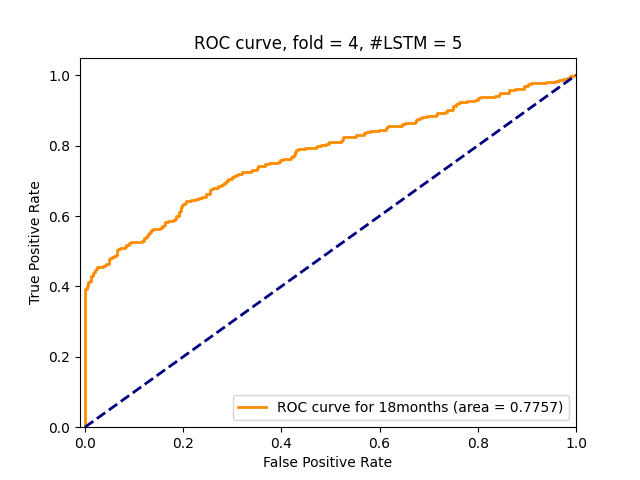 ROC curve, fold = 4, #LSTM = 5
True Positive Rate
1.0
0.8
0.6
0.4
0.2
0.0
ROC curve for 18months (area = 0.7757)
0.0 0.2 0.4 0.6 0.8 1.0
False Positive Rate